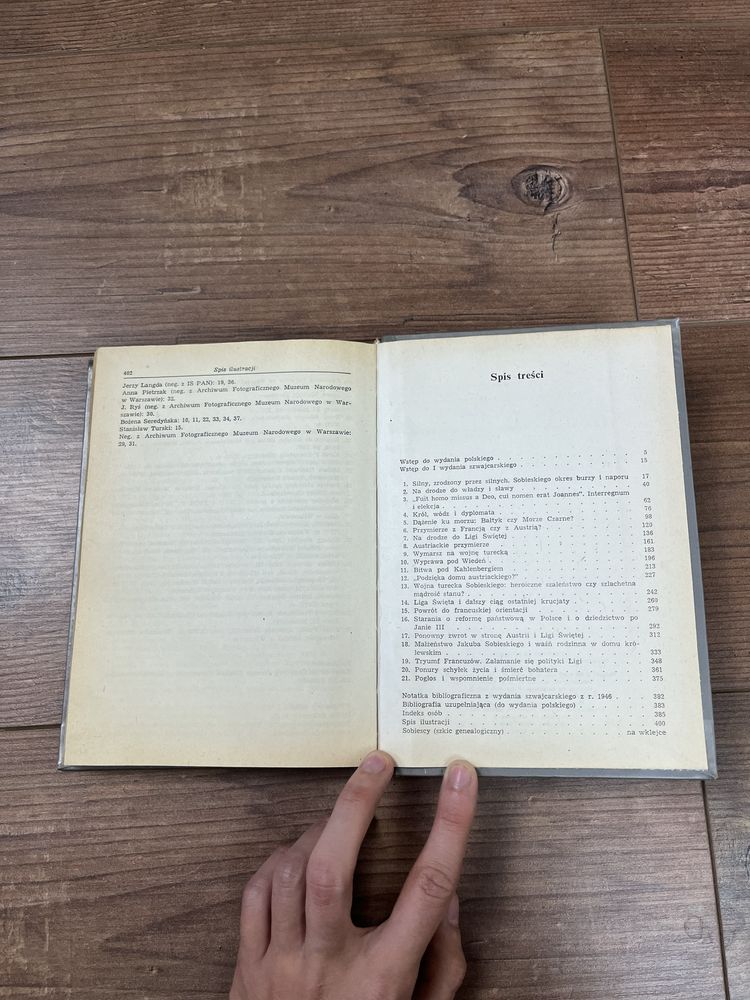 402 Spis ilustracji
Jerzy Langda (neg. z IS PAN): 19, 36.
Anna Pietrzak (neg. z Archiwum Fotograficznego Muzeum Narodowego
w Warszawie): 32.
J. Ryś (neg. z Archiwum Fotograficznego Muzeum Narodowego w War-
szawie): 30.
Bożena Seredyńska: 10, 11, 22, 33, 34, 37.
Stanisław Turski: 15.
Neg. z Archiwum Fotograficznego Muzeum Narodowego w Warszawie:
29, 31.
Spis treści
Wstęp do wydania polskiego . . . . . . . . . . . 5
Wstęp do I wydania szwajcarskiego . . . . . . . . . 15
1. Silny, zrodzony przez silnych. Sobieskiego okres burzy i naporu 17
2. Na drodze do władzy i sławy . . . . . . . . . 40
3. „Fuit homo missus a Deo, cui nomen erat Joannes”. Interregnum
i elekcja . . . . . . . . . . . . . . 62
4. Król, wódz i dyplomata . . . . . . . . . . 76
5. Dążenie ku morzu: Bałtyk czy Morze Czarne? . . . . 98
6. Przymierze z Francją czy z Austrią? . . . . . . . 120
7. Na drodze do Ligi Świętej . . . . . . . . . 136
8. Austriackie przymierze . . . . . . . . . . 161
9. Wymarsz na wojnę turecką . . . . . . . . . 183
10. Wyprawa pod Wiedeń . . . . . . . . . . 196
11. Bitwa pod Kahlenbergiem . . . . . . . . . 213
12. „Podzięka domu austriackiego?” . . . . . . . . 227
13. Wojna turecka Sobieskiego: heroiczne szaleństwo czy szlachetna
mądrość stanu? . . . . . . . . . . . . 242
14. Liga Święta i dalszy ciąg ostatniej krucjaty . . . . . 260
15. Powrót do francuskiej orientacji . . . . . . . . 279
16. Starania o reformę państwową w Polsce i o dziedzictwo po
Janie III . . . . . . . . . . . . . . 292
17. Ponowny zwrot w stronę Austrii i Ligi Świętej . . . . 312
18. Małżeństwo Jakuba Sobieskiego i waśń rodzinna w domu kró-
lewskim . . . . . . . . . . . . . . 333
19. Tryumf Francuzów. Załamanie się polityki Ligi . . . . 348
20. Ponury schyłek życia i śmierć bohatera . . . . . . 361
21. Pogłos i wspomnienie pośmiertne . . . . . . . . 375
Notatka bibliograficzna z wydania szwajcarskiego z r. 1946 . . 382
Bibliografia uzupełniająca (do wydania polskiego) . . . . . 383
Indeks osób . . . . . . . . . . . . . . 385
Spis ilustracji . . . . . . . . . . . . . 400
Sobiescy (szkic genealogiczny) . . . . . . . . na wklejce